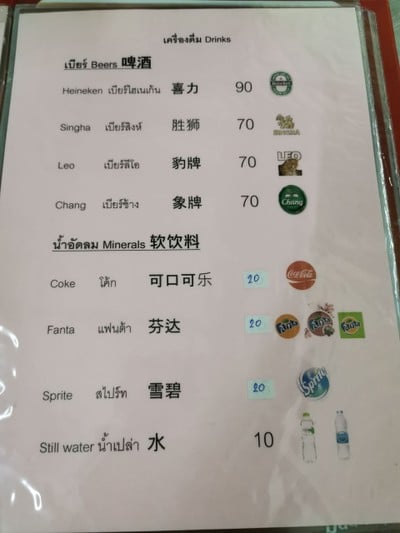 เครื่องดื่ม Drinks
เบียร์ Beers 啤酒
Heineken เบียร์ไฮเนเก้น 喜力 90
Singha เบียร์สิงห์ 胜狮 70 SINGHA
Leo เบียร์ลีโอ 豹牌 70 LEO
Chang เบียร์ช้าง 象牌 70 Chang
น้ำอัดลม Minerals 软饮料
Coke โค้ก 可口可乐 20 Coca-Cola
Fanta แฟนต้า 芬达 20 Fanta Fanta Fanta
Sprite สไปร์ท 雪碧 20 Sprite
Still water น้ำเปล่า 水 10